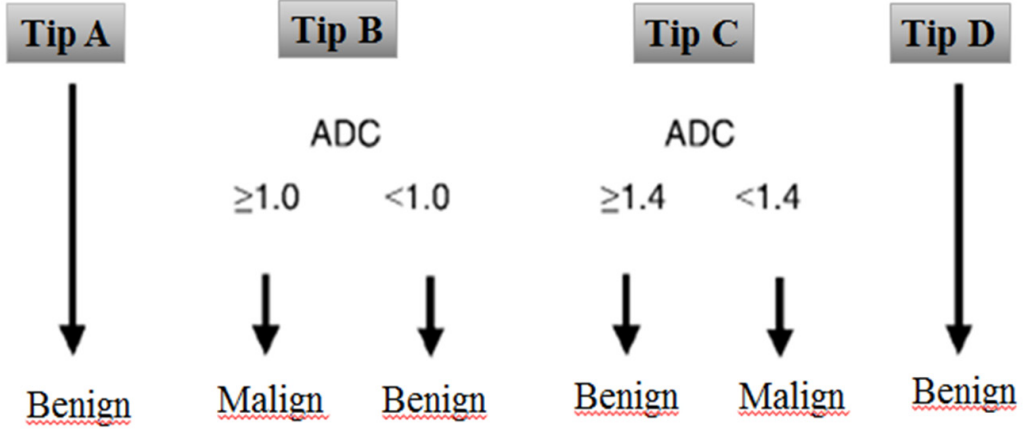 Tip A Tip B Tip C Tip D
ADC ADC
≥1.0 <1.0 ≥1.4 <1.4
Benign Malign Benign Benign Malign Benign